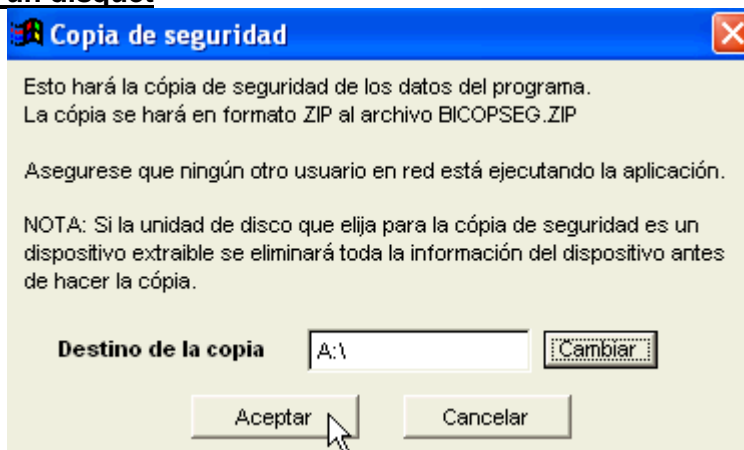 un disquet
Copia de seguridad
Esto hará la cópia de seguridad de los datos del programa.
La cópia se hará en formato ZIP al archivo BICOPSEG.ZIP
Asegurese que ningún otro usuario en red está ejecutando la aplicación.
NOTA: Si la unidad de disco que elija para la cópia de seguridad es un
dispositivo extraible se eliminará toda la información del dispositivo antes
de hacer la cópia.
Destino de la copia A:\ Cambiar
Aceptar Cancelar